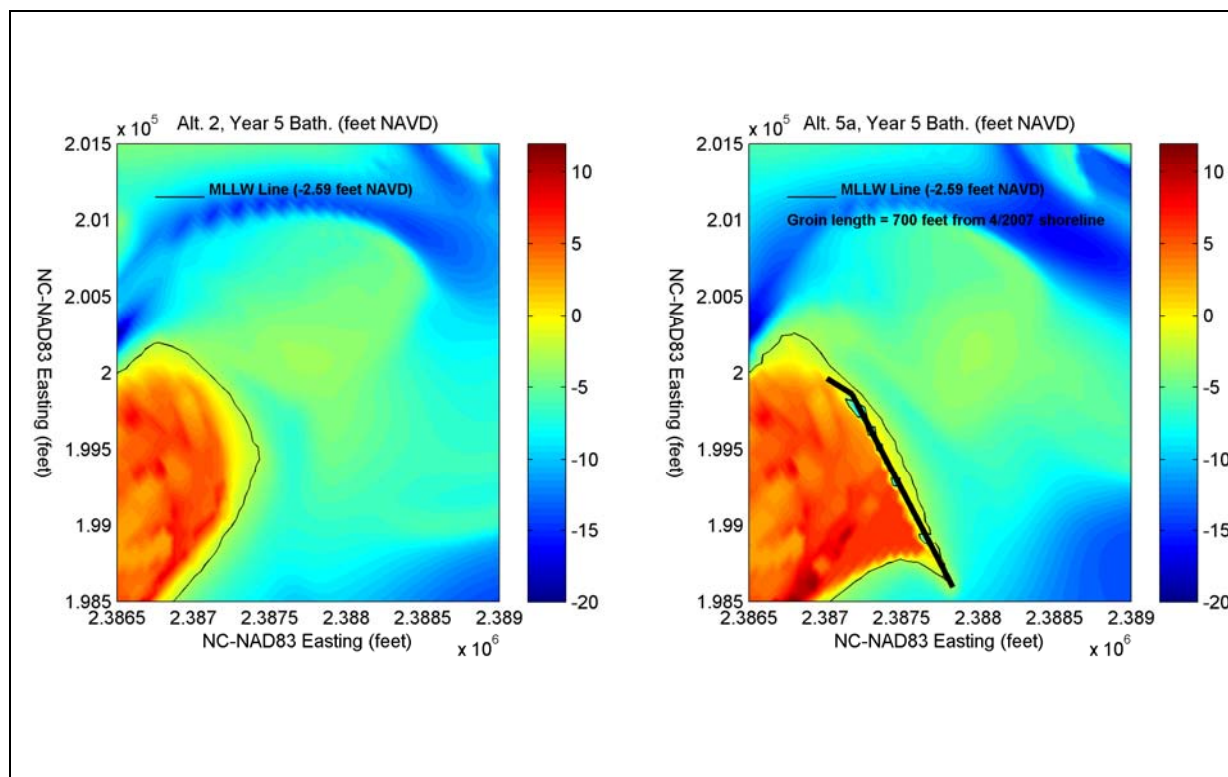 Alt. 2, Year 5 Bath. (feet NAVD)
x 10^5
2.015
2.01
2.005
2
1.995
1.99
1.985
NC-NAD83 Easting (feet)
MLLW Line (-2.59 feet NAVD)
2.3865 2.387 2.3875 2.388 2.3885 2.389
NC-NAD83 Easting (feet)
x 10^6
10
5
0
-5
-10
-15
-20
Alt. 5a, Year 5 Bath. (feet NAVD)
x 10^5
2.015
2.01
2.005
2
1.995
1.99
1.985
NC-NAD83 Easting (feet)
MLLW Line (-2.59 feet NAVD)
Groin length = 700 feet from 4/2007 shoreline
2.3865 2.387 2.3875 2.388 2.3885 2.389
NC-NAD83 Easting (feet)
x 10^6
10
5
0
-5
-10
-15
-20